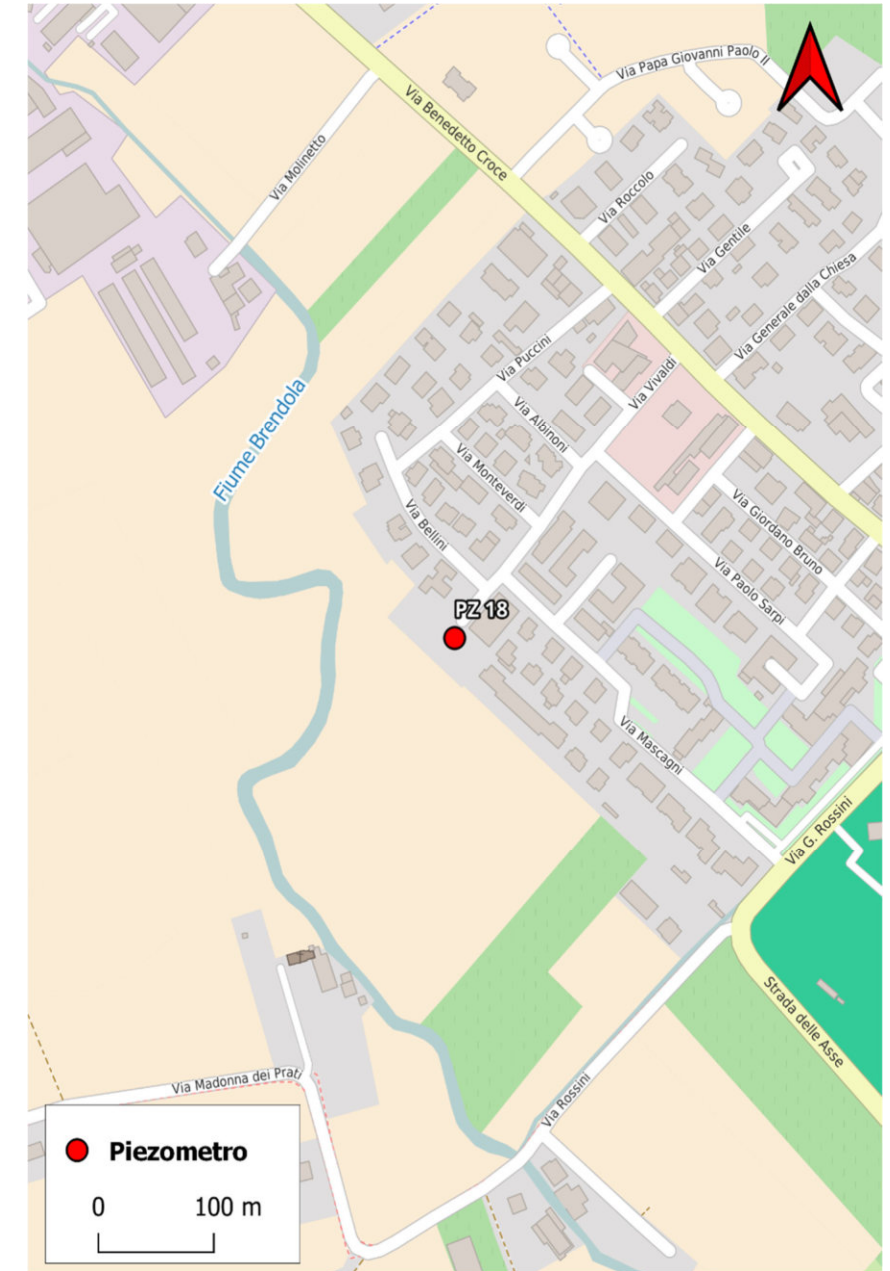 Via Papa Giovanni Paolo II
Via Benedetto Croce
Via Molinetto
Via Roccolo
Via Gentile
Via Generale dalla Chiesa
Via Puccini
Via Vivaldi
Fiume Brendola
Via Albinoni
Via Monteverdi
Via Bellini
Via Giordano Bruno
Via Paolo Sarpi
PZ 18
Via Mascagni
Via G. Rossini
Strada delle Asse
Via Madonna dei Prati
Via Rossini
Piezometro
0 100 m